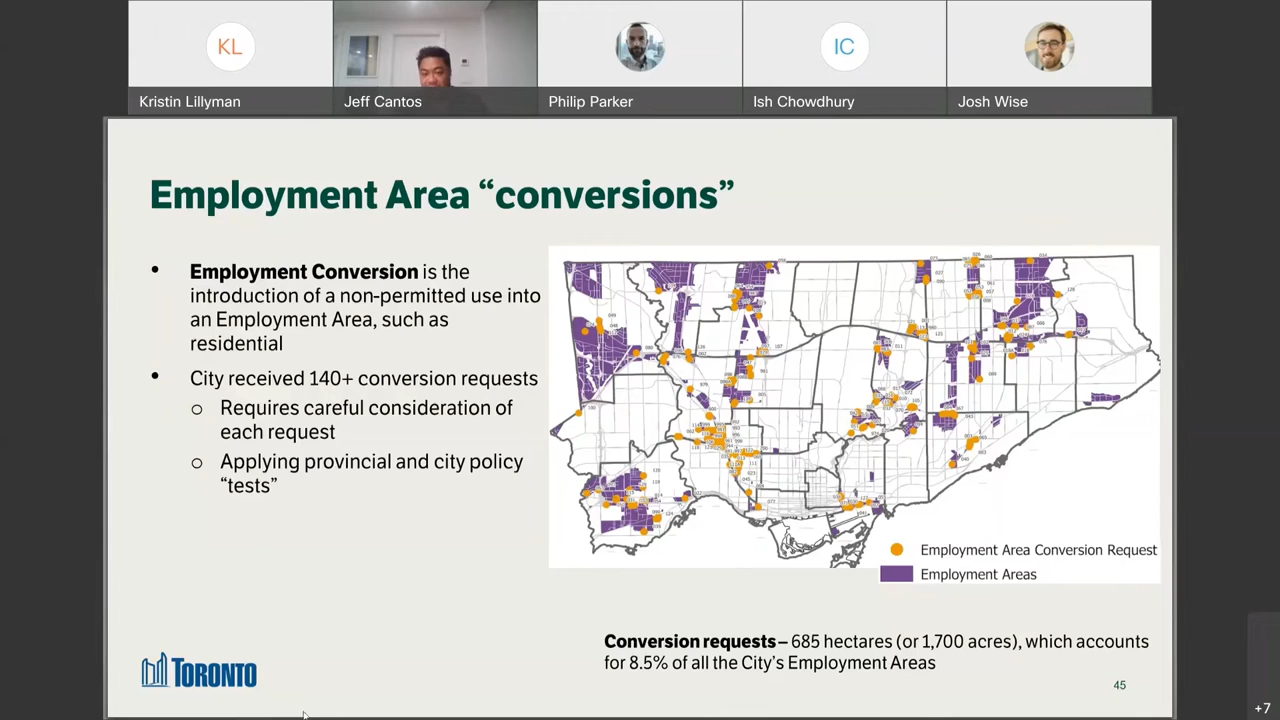 KL
IC
Kristin Lillyman
Jeff Cantos
Philip Parker
Ish Chowdhury
Josh Wise
Employment Area “conversions”
• Employment Conversion is the
introduction of a non-permitted use into
an Employment Area, such as
residential
• City received 140+ conversion requests
o Requires careful consideration of
each request
o Applying provincial and city policy
“tests”
Employment Area Conversion Request
Employment Areas
Conversion requests – 685 hectares (or 1,700 acres), which accounts
for 8.5% of all the City’s Employment Areas
TORONTO
45
+7